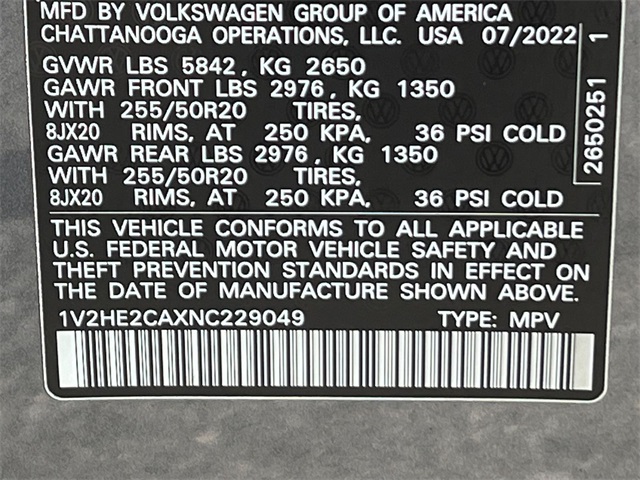 MFD BY VOLKSWAGEN GROUP OF AMERICA
CHATTANOOGA OPERATIONS, LLC. USA 07/2022
GVWR LBS 5842, KG 2650
GAWR FRONT LBS 2976, KG 1350
WITH 255/50R20 TIRES,
8JX20 RIMS, AT 250 KPA, 36 PSI COLD
GAWR REAR LBS 2976, KG 1350
WITH 255/50R20 TIRES,
8JX20 RIMS, AT 250 KPA, 36 PSI COLD
2650251 1
THIS VEHICLE CONFORMS TO ALL APPLICABLE
U.S. FEDERAL MOTOR VEHICLE SAFETY AND
THEFT PREVENTION STANDARDS IN EFFECT ON
THE DATE OF MANUFACTURE SHOWN ABOVE.
1V2HE2CAXNC229049 TYPE: MPV